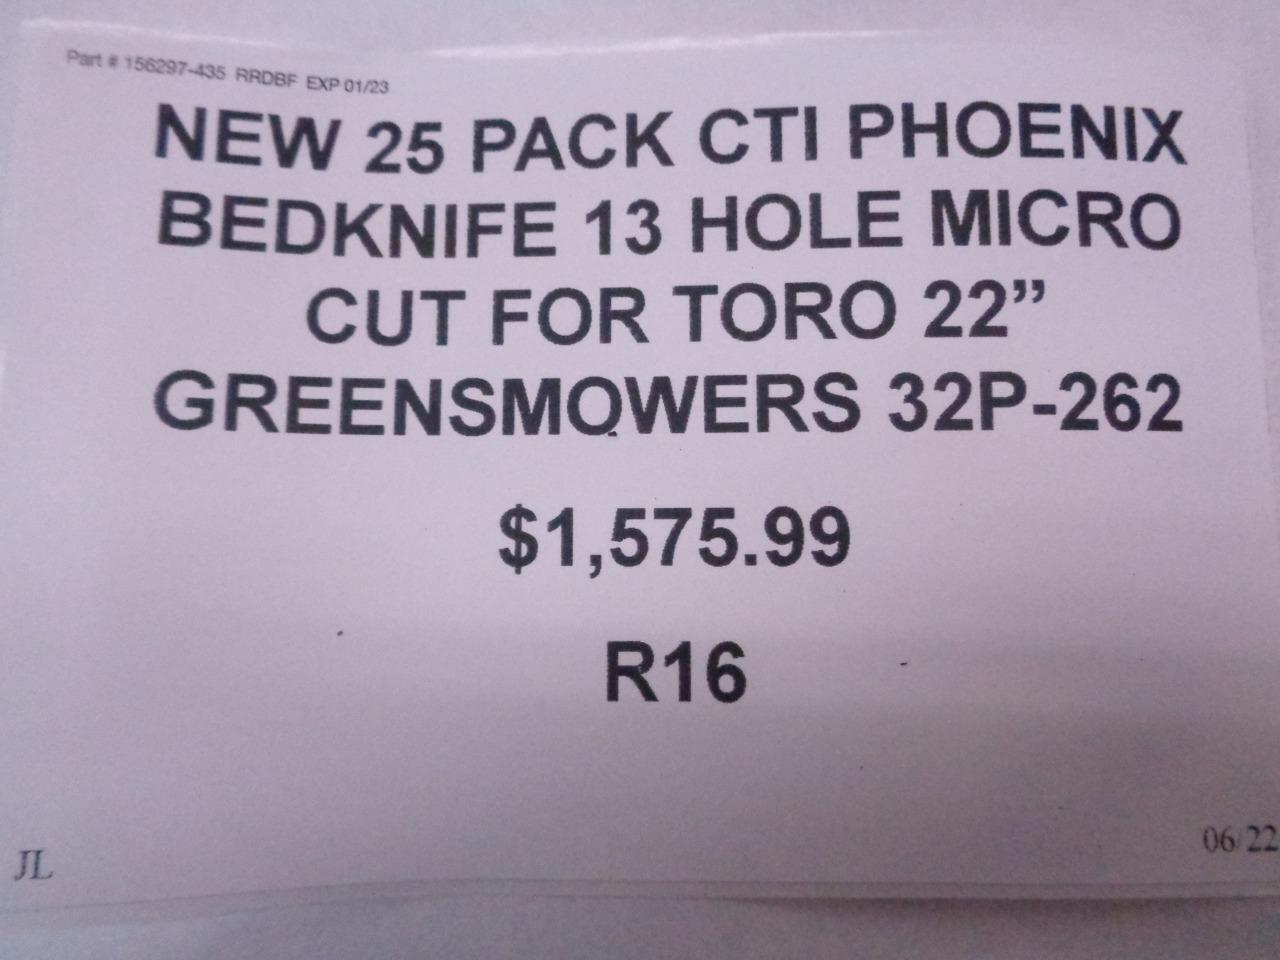 Part # 156297-435 RRDBF EXP 01/23
NEW 25 PACK CTI PHOENIX
BEDKNIFE 13 HOLE MICRO
CUT FOR TORO 22”
GREENSMOWERS 32P-262
$1,575.99
R16
06/22
JL